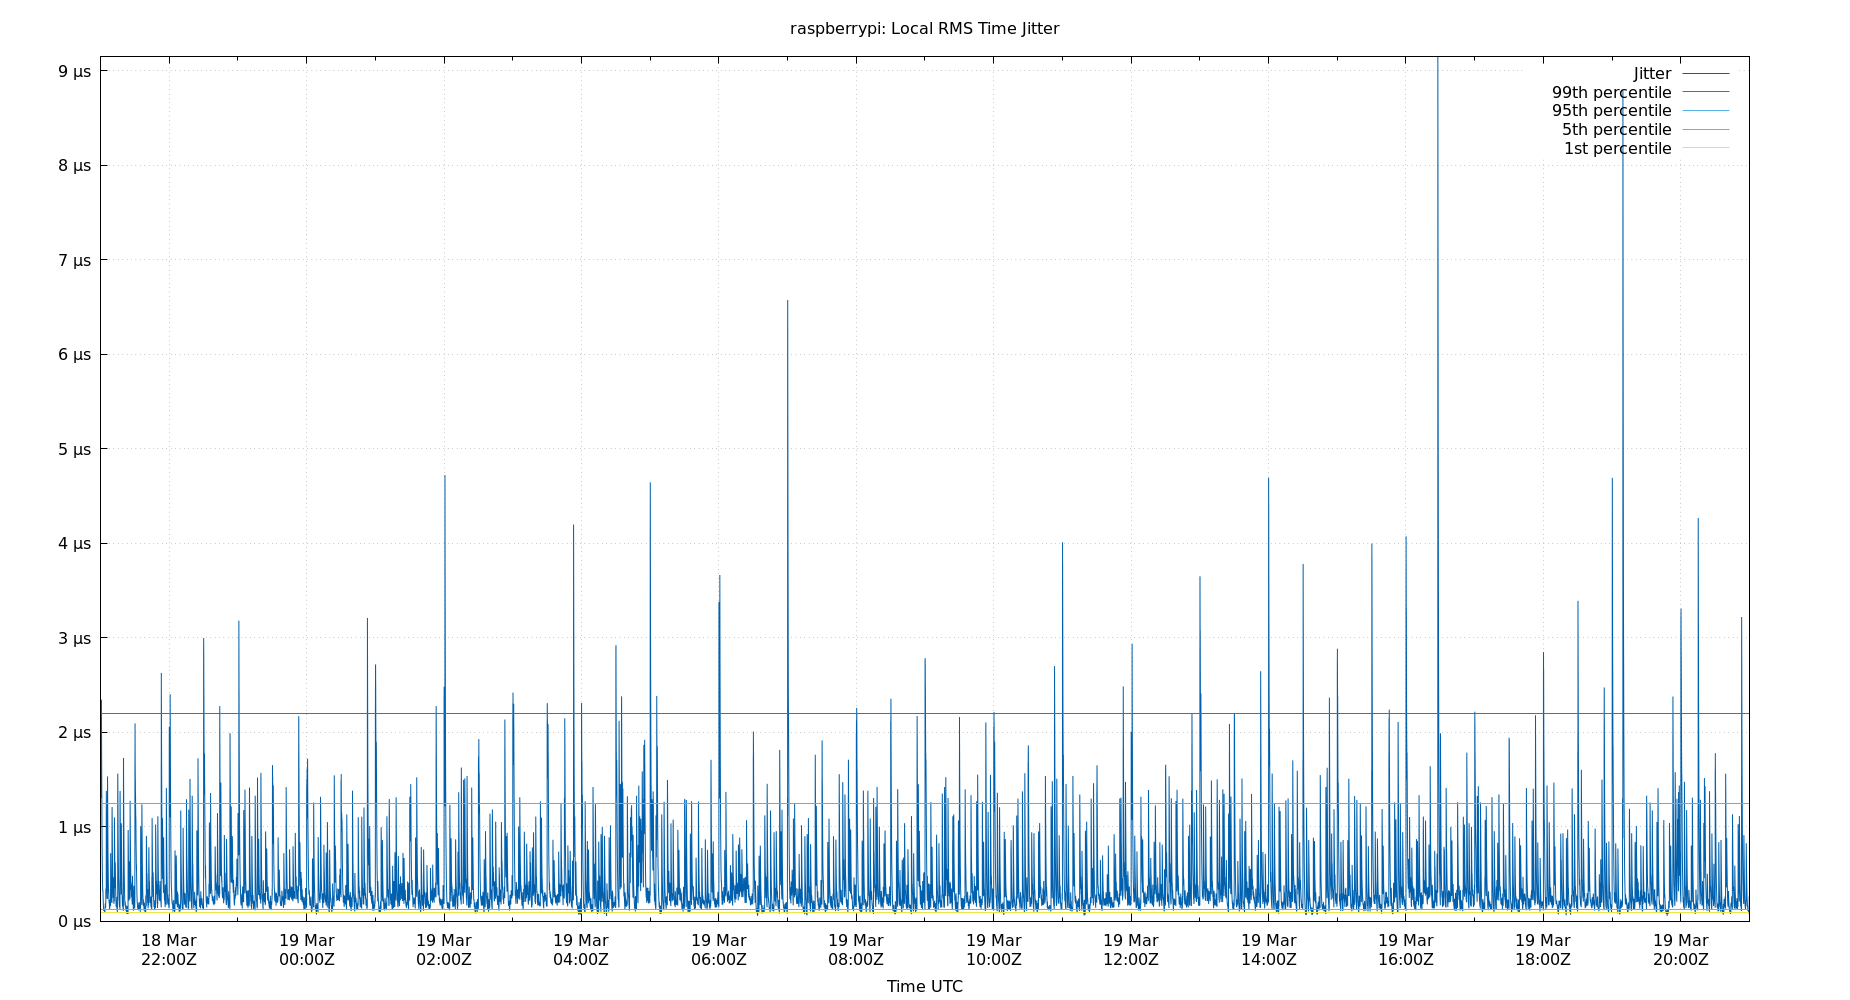 raspberrypi: Local RMS Time Jitter
9 µs
8 µs
7 µs
6 µs
5 µs
4 µs
3 µs
2 µs
1 µs
0 µs
Jitter
99th percentile
95th percentile
5th percentile
1st percentile
18 Mar 19 Mar 19 Mar 19 Mar 19 Mar 19 Mar 19 Mar 19 Mar 19 Mar 19 Mar 19 Mar 19 Mar
22:00Z 00:00Z 02:00Z 04:00Z 06:00Z 08:00Z 10:00Z 12:00Z 14:00Z 16:00Z 18:00Z 20:00Z
Time UTC